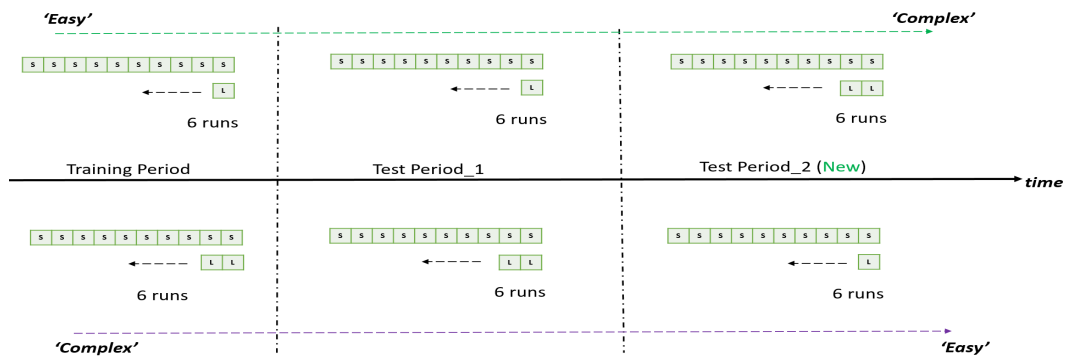 'Easy' 'Complex'
S S S S S S S S S S S S S S S S S S S S S S S S S S S S S S
L L L L
6 runs 6 runs 6 runs
Training Period Test Period_1 Test Period_2 (New)
time
S S S S S S S S S S S S S S S S S S S S S S S S S S S S S S
L L L L L
6 runs 6 runs 6 runs
'Complex' 'Easy'